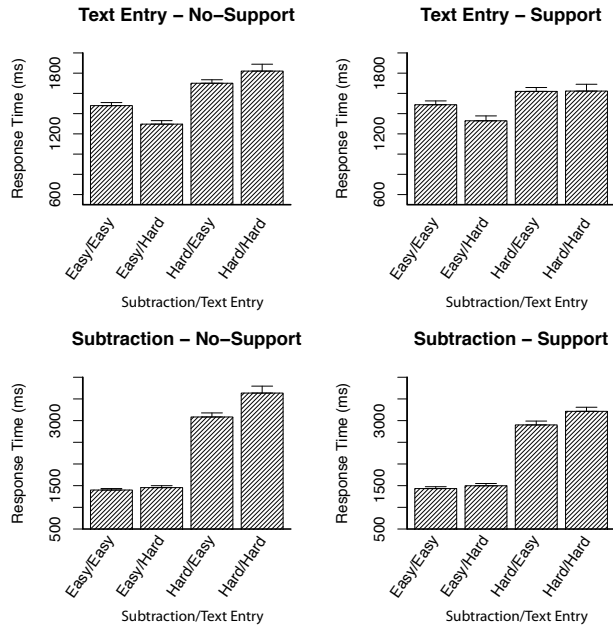 Text Entry − No−Support
Response Time (ms)
600 1200 1800
Easy/Easy
Easy/Hard
Hard/Easy
Hard/Hard
Subtraction/Text Entry
Text Entry − Support
Response Time (ms)
600 1200 1800
Easy/Easy
Easy/Hard
Hard/Easy
Hard/Hard
Subtraction/Text Entry
Subtraction − No−Support
Response Time (ms)
500 1500 3000
Easy/Easy
Easy/Hard
Hard/Easy
Hard/Hard
Subtraction/Text Entry
Subtraction − Support
Response Time (ms)
500 1500 3000
Easy/Easy
Easy/Hard
Hard/Easy
Hard/Hard
Subtraction/Text Entry